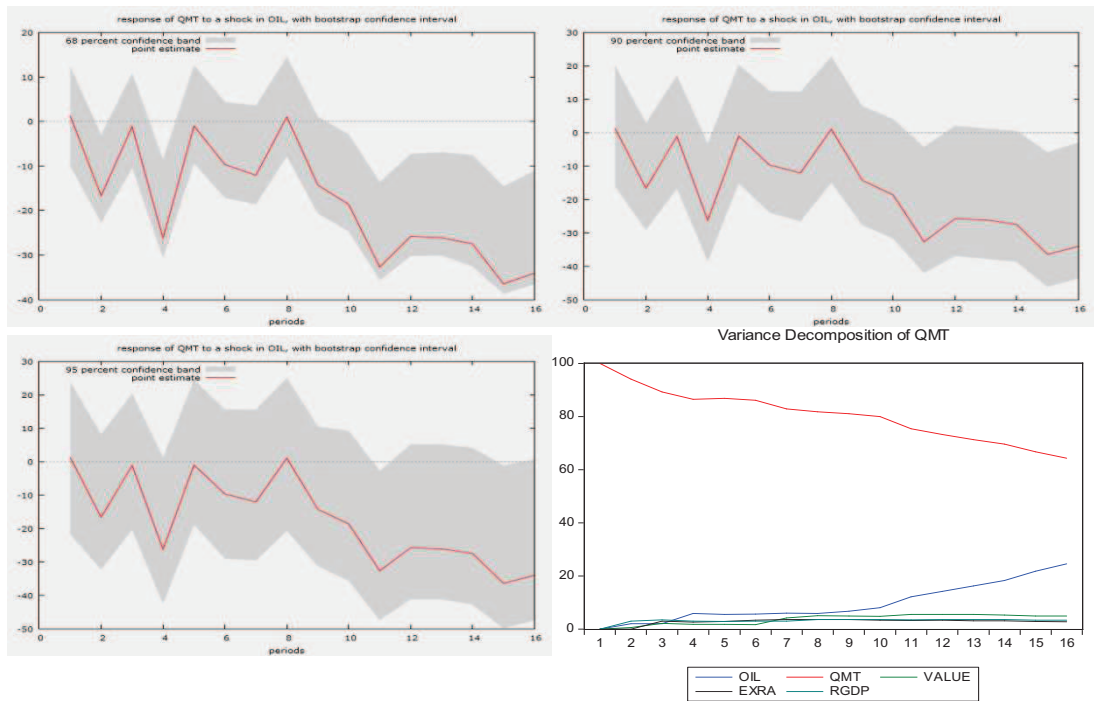 response of QMT to a shock in OIL, with bootstrap confidence interval
68 percent confidence band
point estimate
20
10
0
-10
-20
-30
-40
0 2 4 6 8 10 12 14 16
periods
response of QMT to a shock in OIL, with bootstrap confidence interval
90 percent confidence band
point estimate
30
20
10
0
-10
-20
-30
-40
-50
0 2 4 6 8 10 12 14 16
periods
response of QMT to a shock in OIL, with bootstrap confidence interval
95 percent confidence band
point estimate
30
20
10
0
-10
-20
-30
-40
-50
0 2 4 6 8 10 12 14 16
periods
Variance Decomposition of QMT
100
80
60
40
20
0
1 2 3 4 5 6 7 8 9 10 11 12 13 14 15 16
OIL QMT VALUE
EXRA RGDP